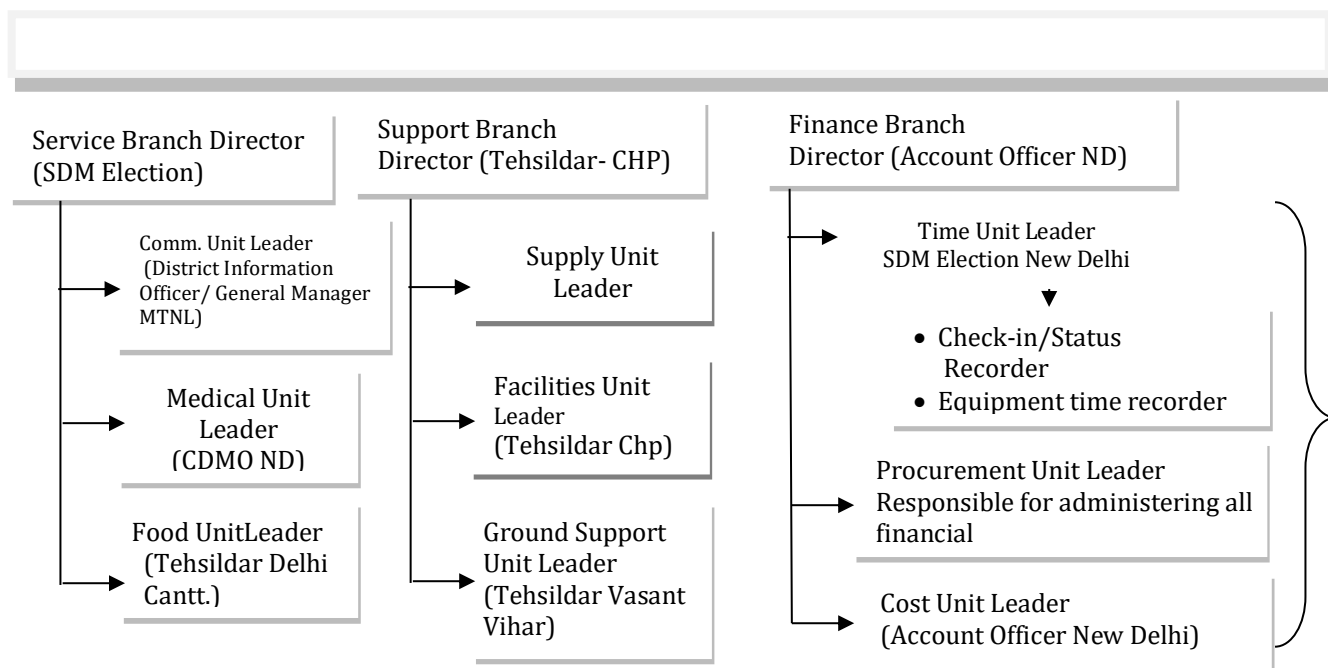 Service Branch Director
(SDM Election)
Comm. Unit Leader
(District Information
Officer/ General Manager
MTNL)
Medical Unit
Leader
(CDMO ND)
Food UnitLeader
(Tehsildar Delhi
Cantt.)
Support Branch
Director (Tehsildar- CHP)
Supply Unit
Leader
Facilities Unit
Leader
(Tehsildar Chp)
Ground Support
Unit Leader
(Tehsildar Vasant
Vihar)
Finance Branch
Director (Account Officer ND)
Time Unit Leader
SDM Election New Delhi
• Check-in/Status
Recorder
• Equipment time recorder
Procurement Unit Leader
Responsible for administering all
financial
Cost Unit Leader
(Account Officer New Delhi)